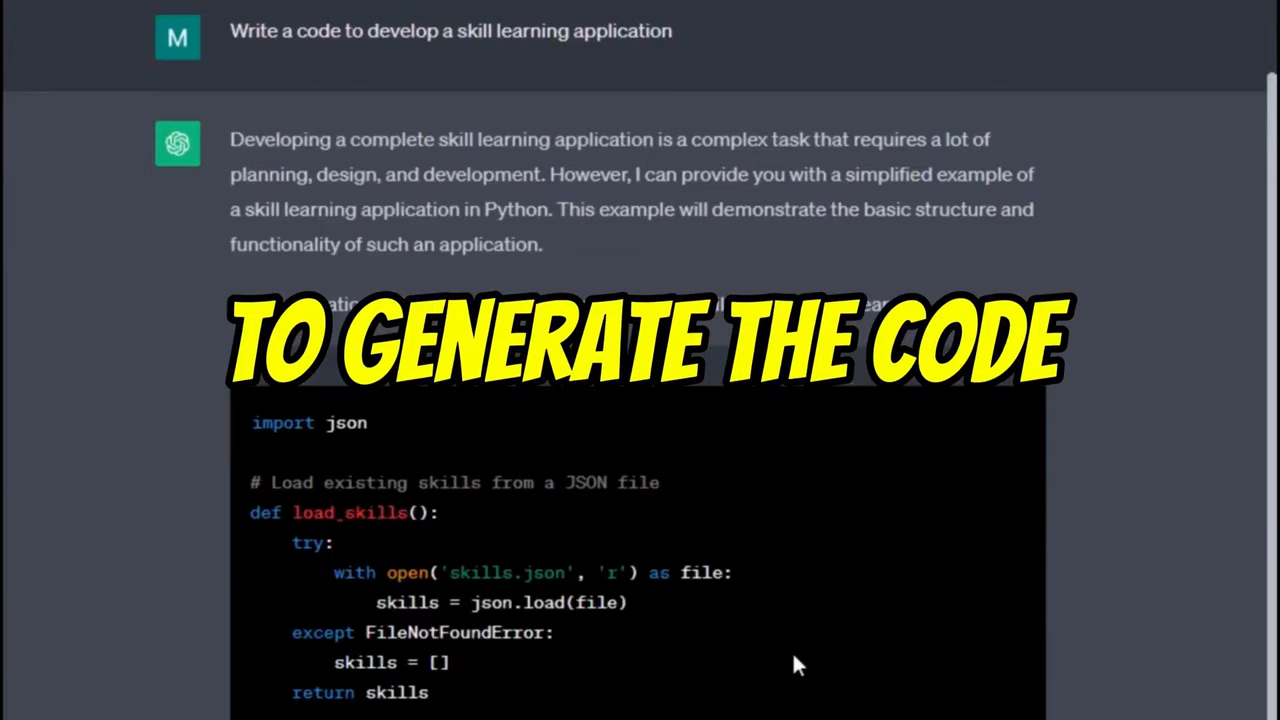 M
Write a code to develop a skill learning application
Developing a complete skill learning application is a complex task that requires a lot of
planning, design, and development. However, I can provide you with a simplified example of
a skill learning application in Python. This example will demonstrate the basic structure and
functionality of such an application.
TO GENERATE THE CODE
import json
# Load existing skills from a JSON file
def load_skills():
try:
with open('skills.json', 'r') as file:
skills = json.load(file)
except FileNotFoundError:
skills = []
return skills